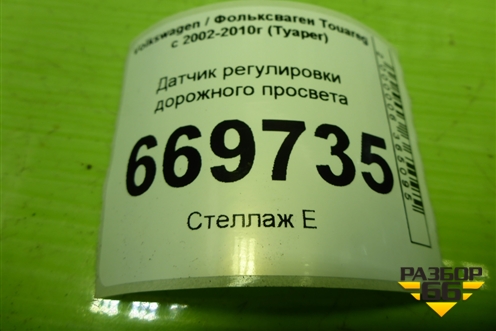 Volkswagen / Фольксваген Touareg
с 2002-2010г (Туарег)
Датчик регулировки
дорожного просвета
669735
Стеллаж Е
РАЗБОР
66